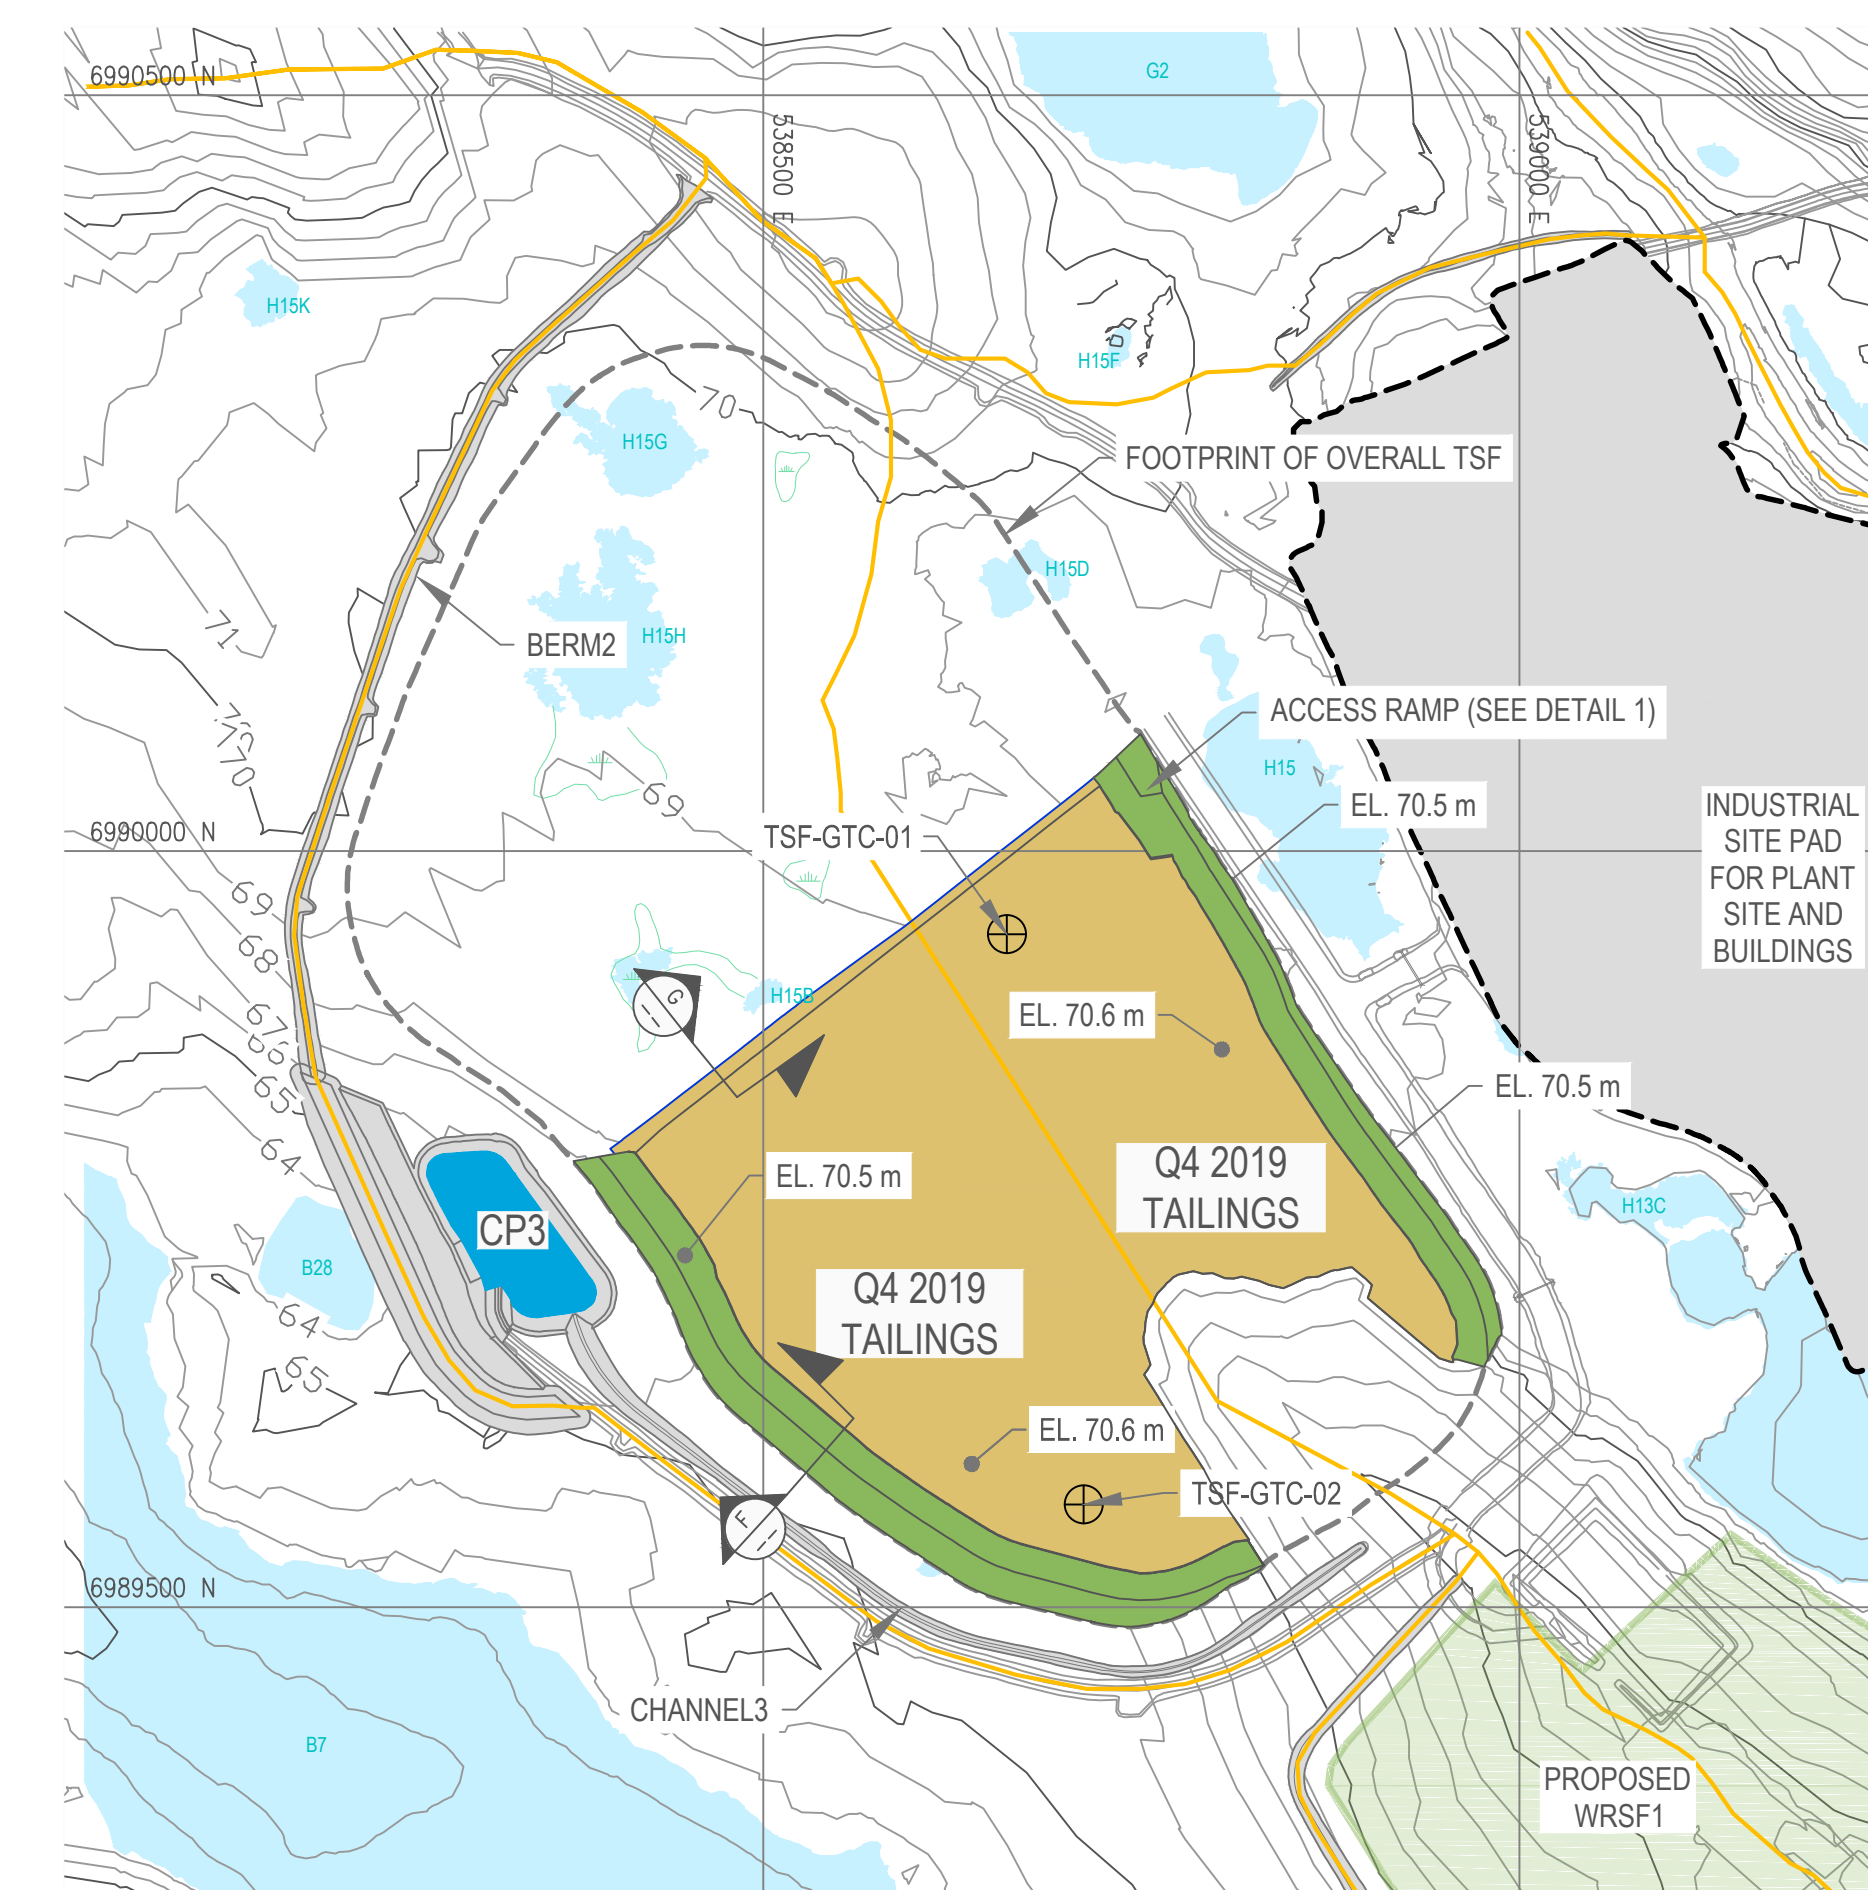 G2
6990500 N
538500 E
539000 E
H15K
H15F
70
H15G
FOOTPRINT OF OVERALL TSF
H15D
71
BERM2
H15H
ACCESS RAMP (SEE DETAIL 1)
70
H15
69
EL. 70.5 m
6990000 N
TSF-GTC-01
INDUSTRIAL
SITE PAD
FOR PLANT
SITE AND
BUILDINGS
69
68
H15B
G
EL. 70.6 m
67
66
65
EL. 70.5 m
64
EL. 70.5 m
Q4 2019
TAILINGS
H13C
CP3
B28
Q4 2019
TAILINGS
64
65
EL. 70.6 m
TSF-GTC-02
F
6989500 N
CHANNEL3
B7
PROPOSED
WRSF1